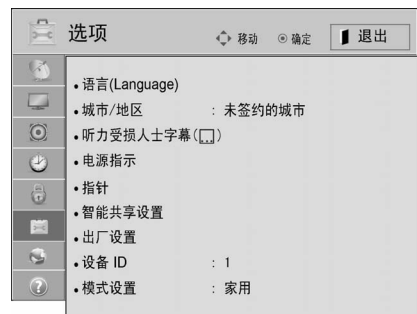 选项 移动 确定 退出
• 语言(Language)
• 城市/地区 : 未签约的城市
• 听力受损人士字幕(...)
• 电源指示
• 指针
• 智能共享设置
• 出厂设置
• 设备 ID : 1
• 模式设置 : 家用
?